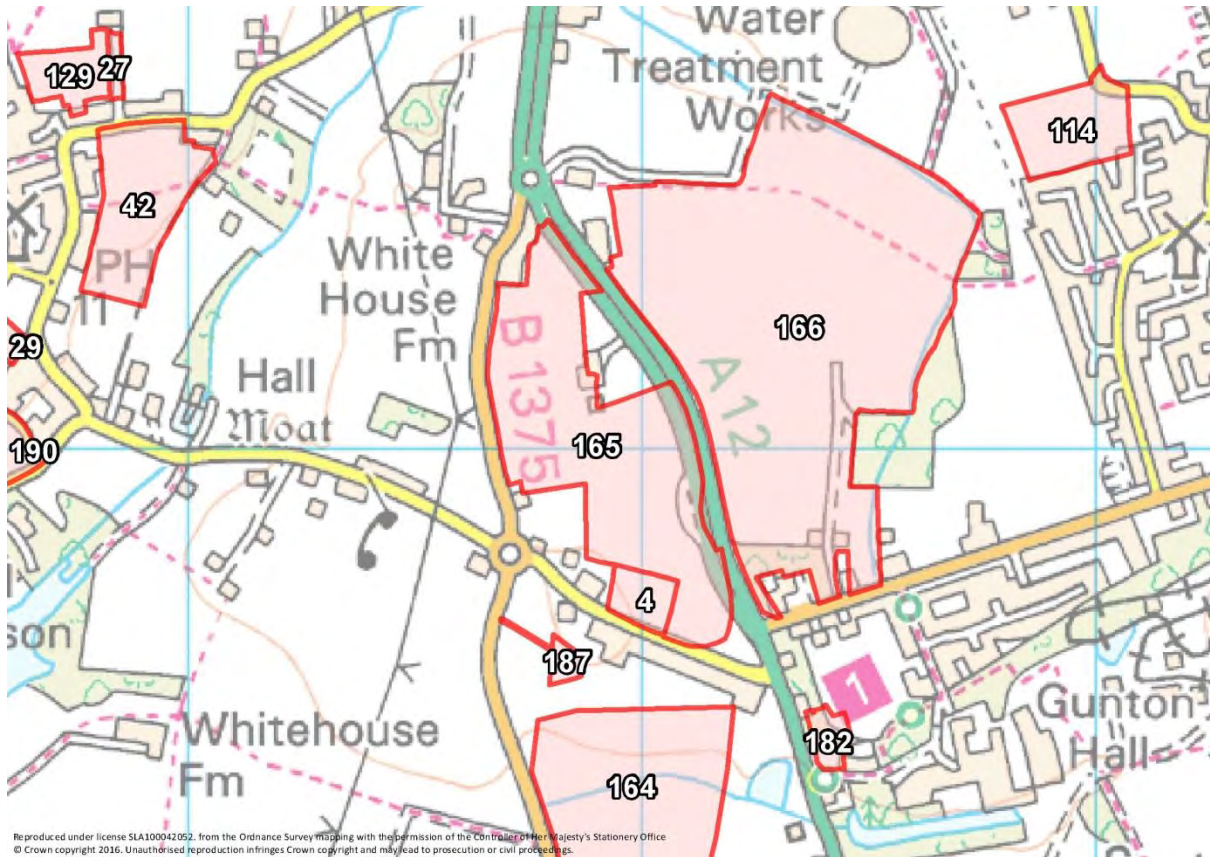 Water
Treatment
Works
129
27
114
42
PH
11
White
House
Fm
166
29
Hall
Moat
B 1375
A 12
190
165
4
son
187
1
Gunton
Hall
182
Whitehouse
Fm
164
Reproduced under license SLA100042052. from the Ordnance Survey mapping with the permission of the Controller of Her Majesty's Stationery Office
© Crown copyright 2016. Unauthorised reproduction infringes Crown copyright and may lead to prosecution or civil proceedings.